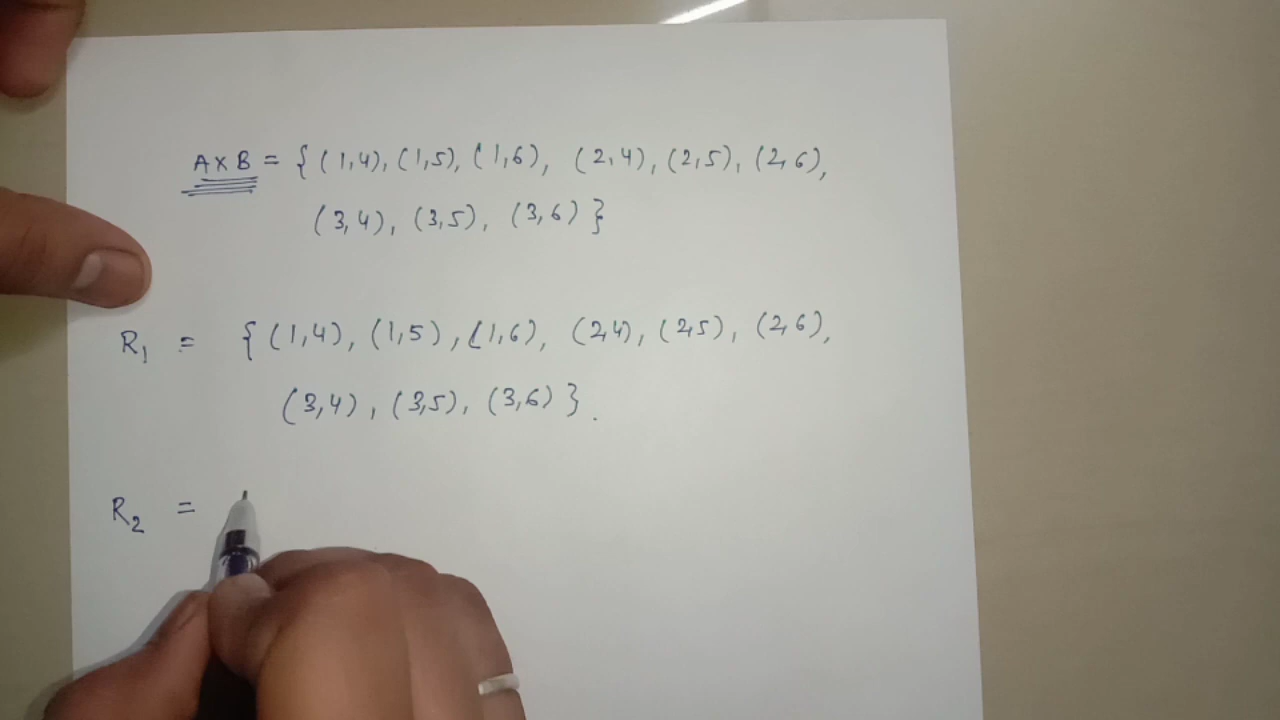 A × B = { (1,4), (1,5), (1,6), (2,4), (2,5), (2,6),
(3,4), (3,5), (3,6) }
R₁ = { (1,4), (1,5), (1,6), (2,4), (2,5), (2,6),
(3,4), (3,5), (3,6) }.
R₂ =